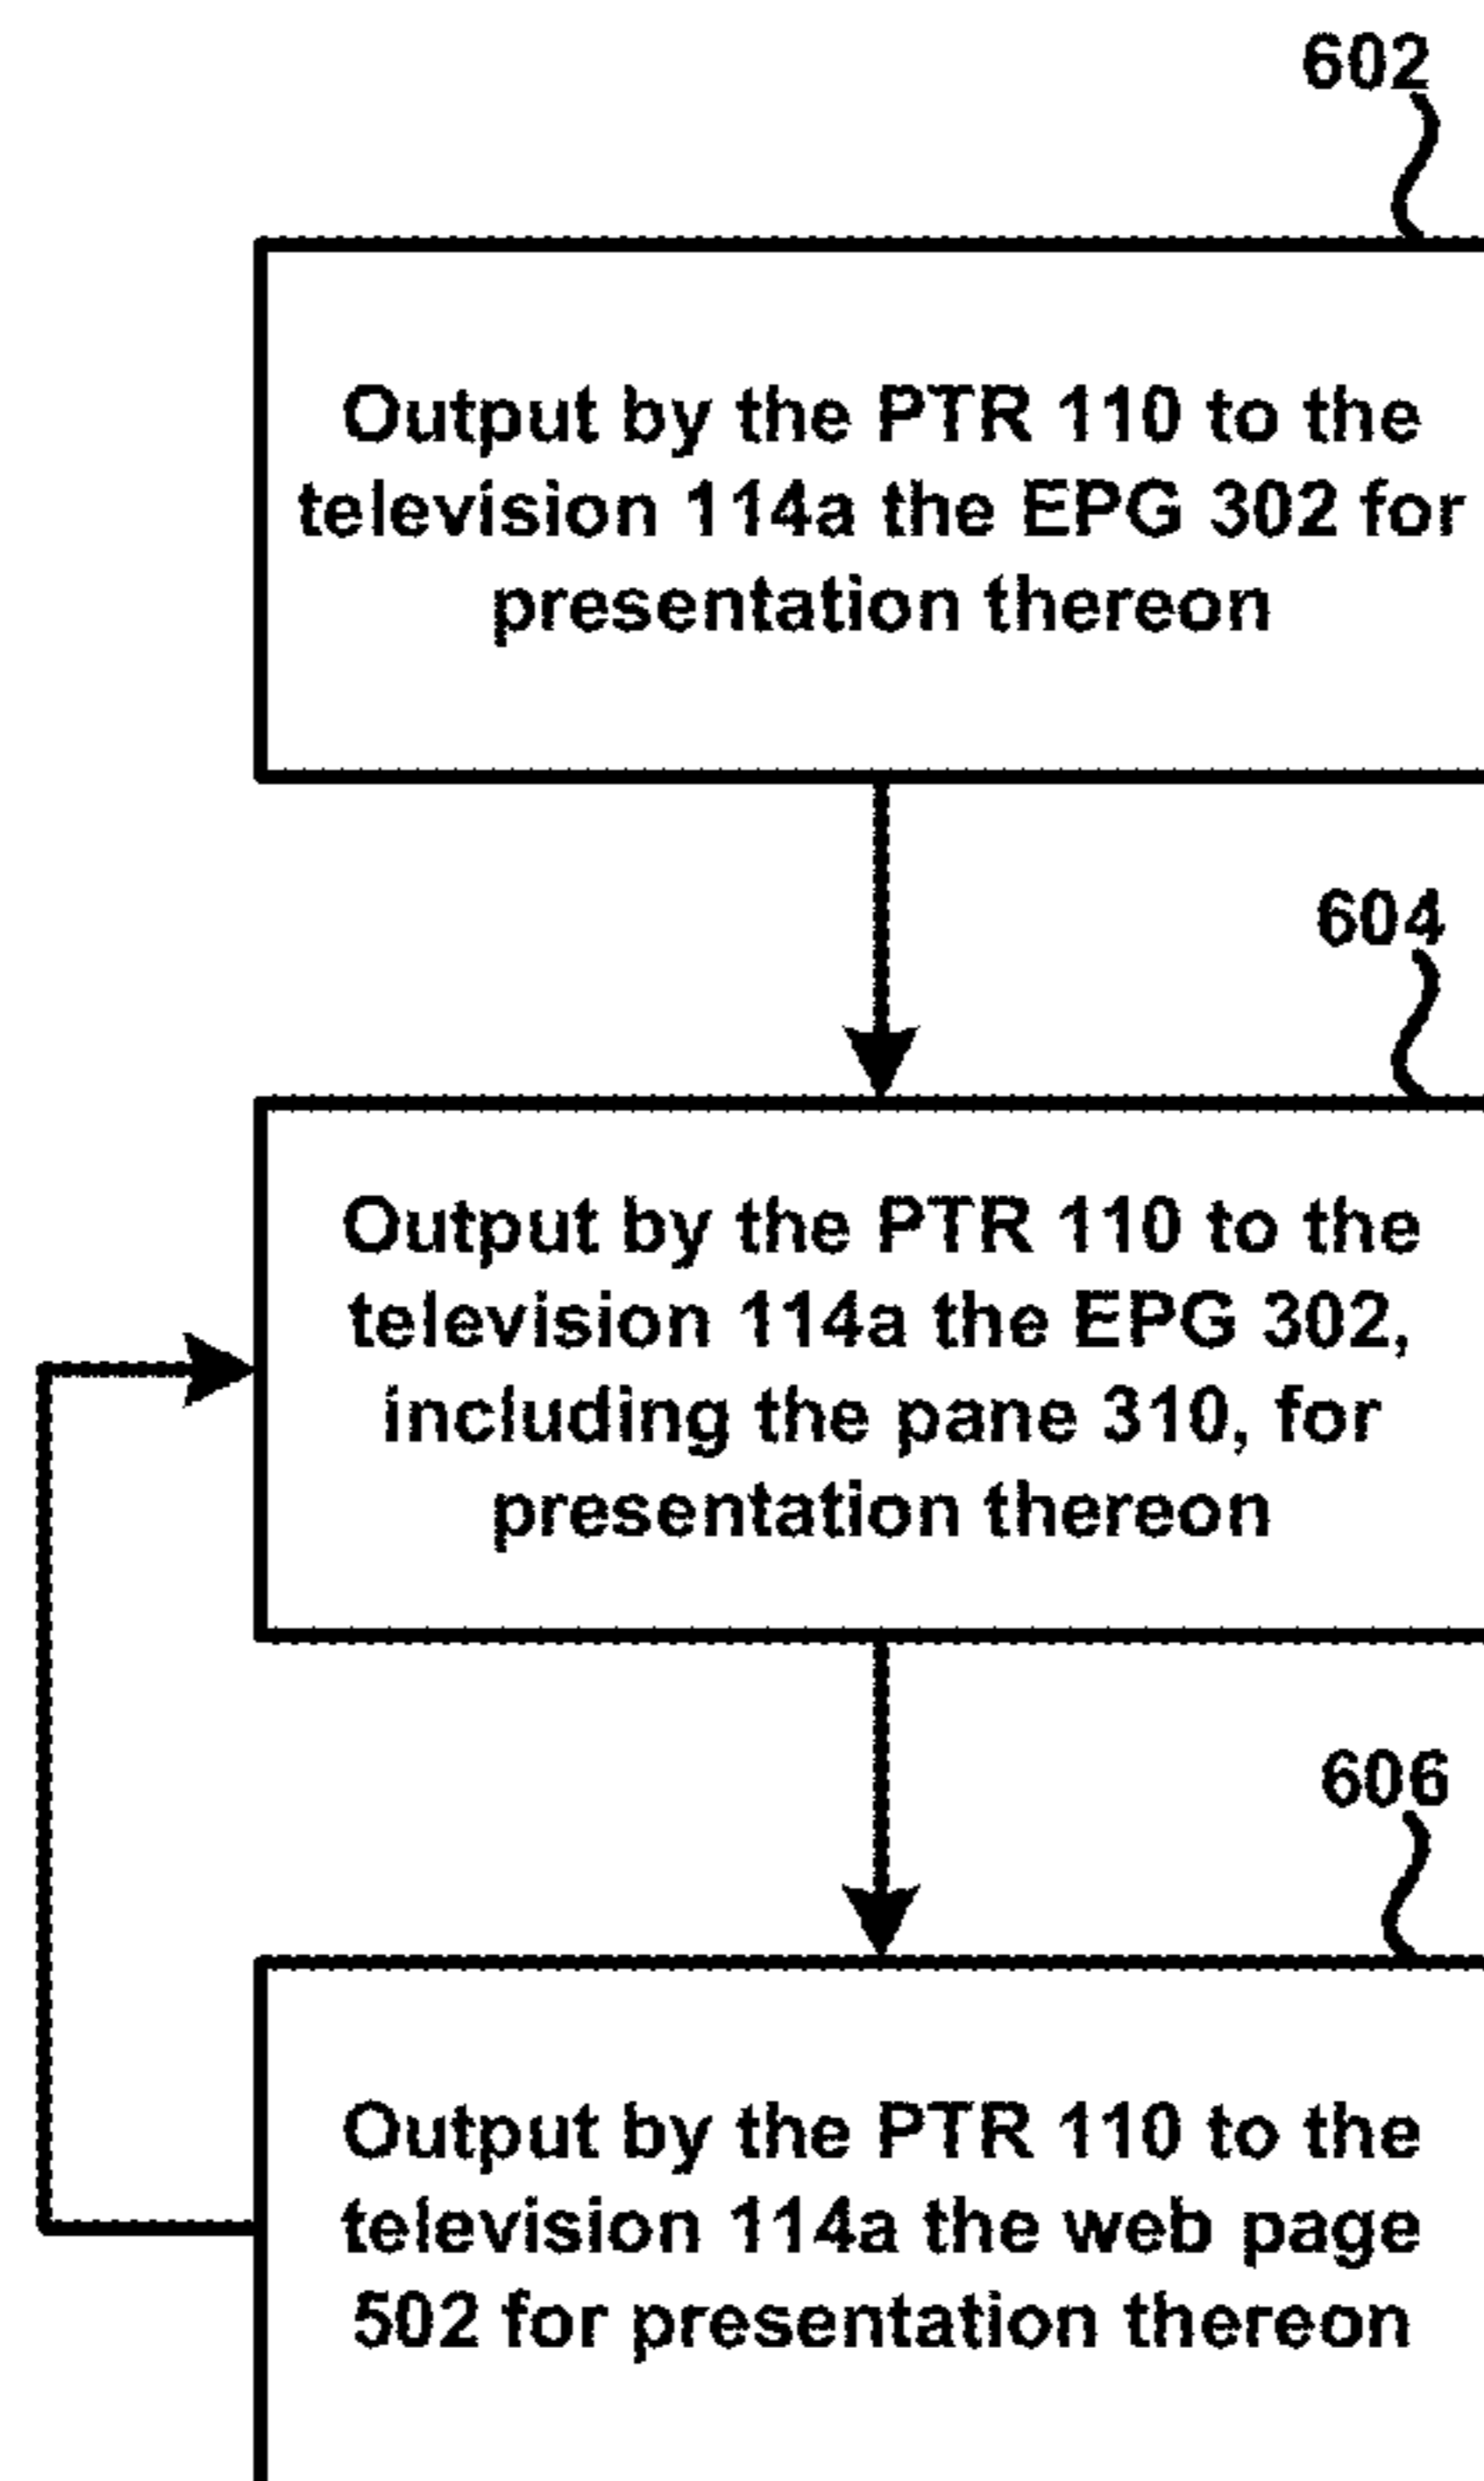 602
Output by the PTR 110 to the
television 114a the EPG 302 for
presentation thereon
604
Output by the PTR 110 to the
television 114a the EPG 302,
including the pane 310, for
presentation thereon
606
Output by the PTR 110 to the
television 114a the web page
502 for presentation thereon